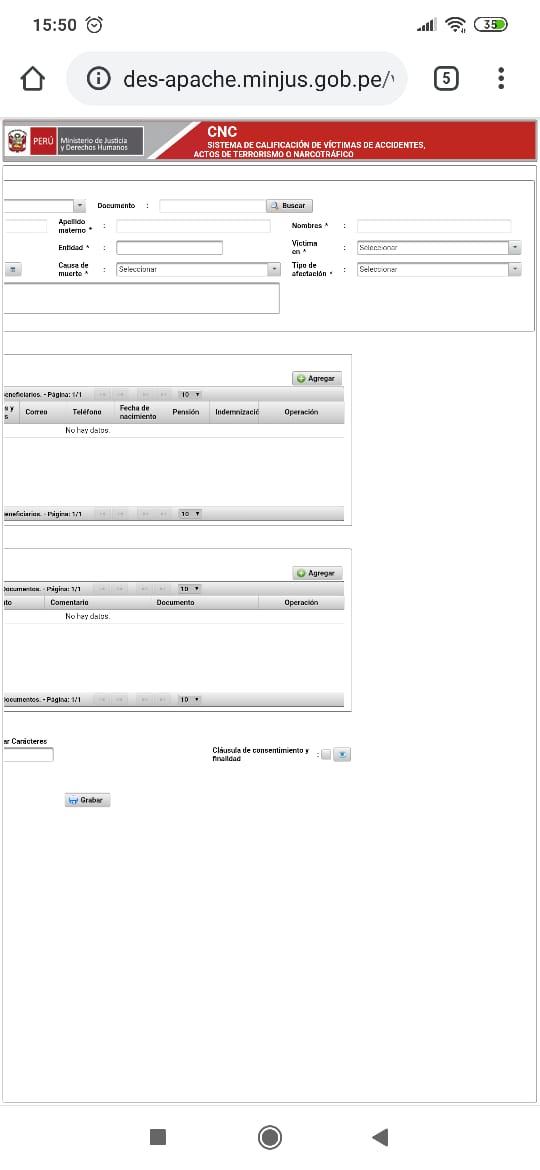 15:50
35
des-apache.minjus.gob.pe/
5
PERÚ
Ministerio de Justicia
y Derechos Humanos
CNC
SISTEMA DE CALIFICACIÓN DE VÍCTIMAS DE ACCIDENTES,
ACTOS DE TERRORISMO O NARCOTRÁFICO
Documento :
Buscar
Apellido
materno * :
Nombres * :
Entidad * :
Víctima
en * :
Seleccionar
Causa de
muerte * :
Seleccionar
Tipo de
afectación * :
Seleccionar
Agregar
eneficiarios. - Página: 1/1
10
s y
s
Correo
Teléfono
Fecha de
nacimiento
Pensión
Indemnizació
Operación
No hay datos.
eneficiarios. - Página: 1/1
10
Agregar
Documentos. - Página: 1/1
10
nto
Comentario
Documento
Operación
No hay datos.
Documentos. - Página: 1/1
10
ar Carácteres
Cláusula de consentimiento y
finalidad :
Grabar